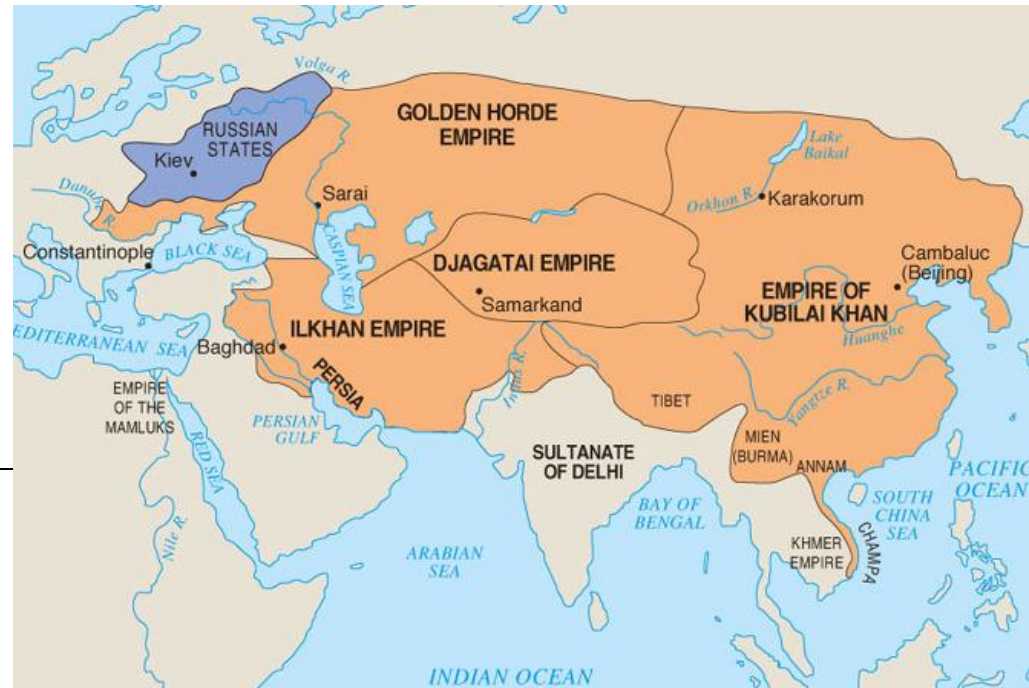 Volga R.
GOLDEN HORDE
EMPIRE
RUSSIAN
STATES
Kiev
Lake
Baikal
Danube R.
Sarai
Orkhon R.
Karakorum
Constantinople
BLACK SEA
CASPIAN SEA
DJAGATAI EMPIRE
Cambaluc
(Beijing)
Samarkand
EMPIRE OF
KUBILAI KHAN
ILKHAN EMPIRE
EDITERRANEAN SEA
Baghdad
Huanghe
PERSIA
Indus R.
EMPIRE
OF THE
MAMLUKS
PERSIAN
GULF
TIBET
Yangtze R.
RED SEA
SULTANATE
OF DELHI
MIEN
(BURMA)
ANNAM
PACIFIC
OCEAN
BAY OF
BENGAL
SOUTH
CHINA
SEA
Nile R.
ARABIAN
SEA
KHMER
EMPIRE
CHAMPA
INDIAN OCEAN